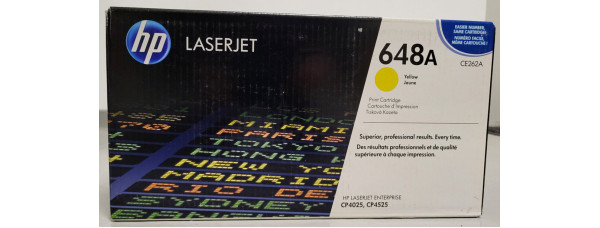 hp
LASERJET
EASIER NUMBER,
SAME CARTRIDGE!
NUMÉRO FACILE,
MÊME CARTOUCHE!
648A
CE262A
Yellow
Jaune
Print Cartridge
Cartouche d'Impression
Tisková Kazeta
MIAMI
PARIS
TOKYO
TONG
KONG
NEW YORK
MADRID
RIO DE
Superior, professional results. Every time.
Des résultats professionnels et de qualité
supérieure à chaque impression.
HP LASERJET ENTERPRISE
CP4025, CP4525